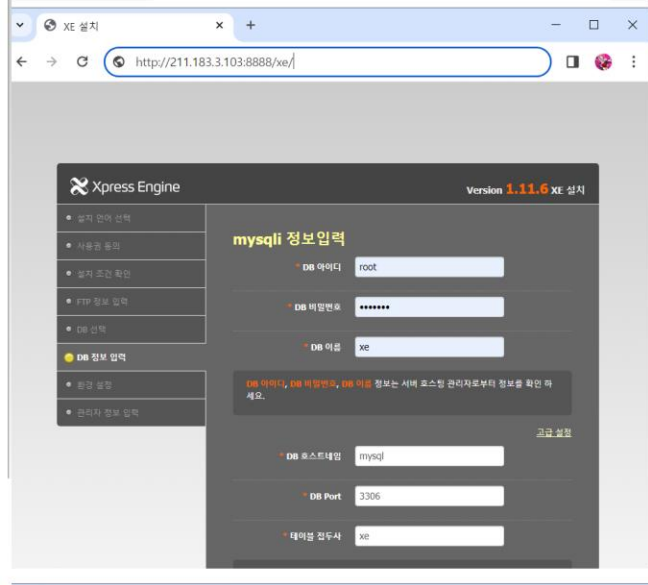 XE 설치
http://211.183.3.103:8888/xe/
Xpress Engine
Version 1.11.6 XE 설치
설치 언어 선택
사용권 동의
설치 조건 확인
FTP 정보 입력
DB 선택
DB 정보 입력
환경 설정
관리자 정보 입력
mysqli 정보입력
* DB 아이디 root
* DB 비밀번호 •••••••
* DB 이름 xe
DB 아이디, DB 비밀번호, DB 이름 정보는 서버 호스팅 관리자로부터 정보를 확인 하
세요.
고급 설정
* DB 호스트네임 mysql
* DB Port 3306
* 테이블 접두사 xe